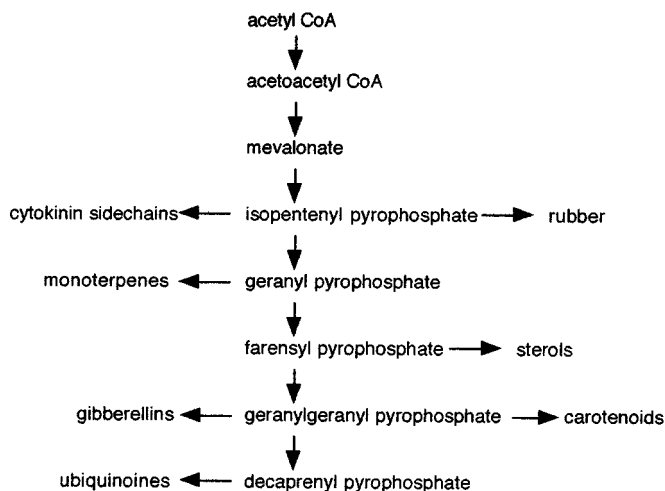 acetyl CoA
acetoacetyl CoA
mevalonate
cytokinin sidechains isopentenyl pyrophosphate rubber
monoterpenes geranyl pyrophosphate
farensyl pyrophosphate sterols
gibberellins geranylgeranyl pyrophosphate carotenoids
ubiquinoines decaprenyl pyrophosphate